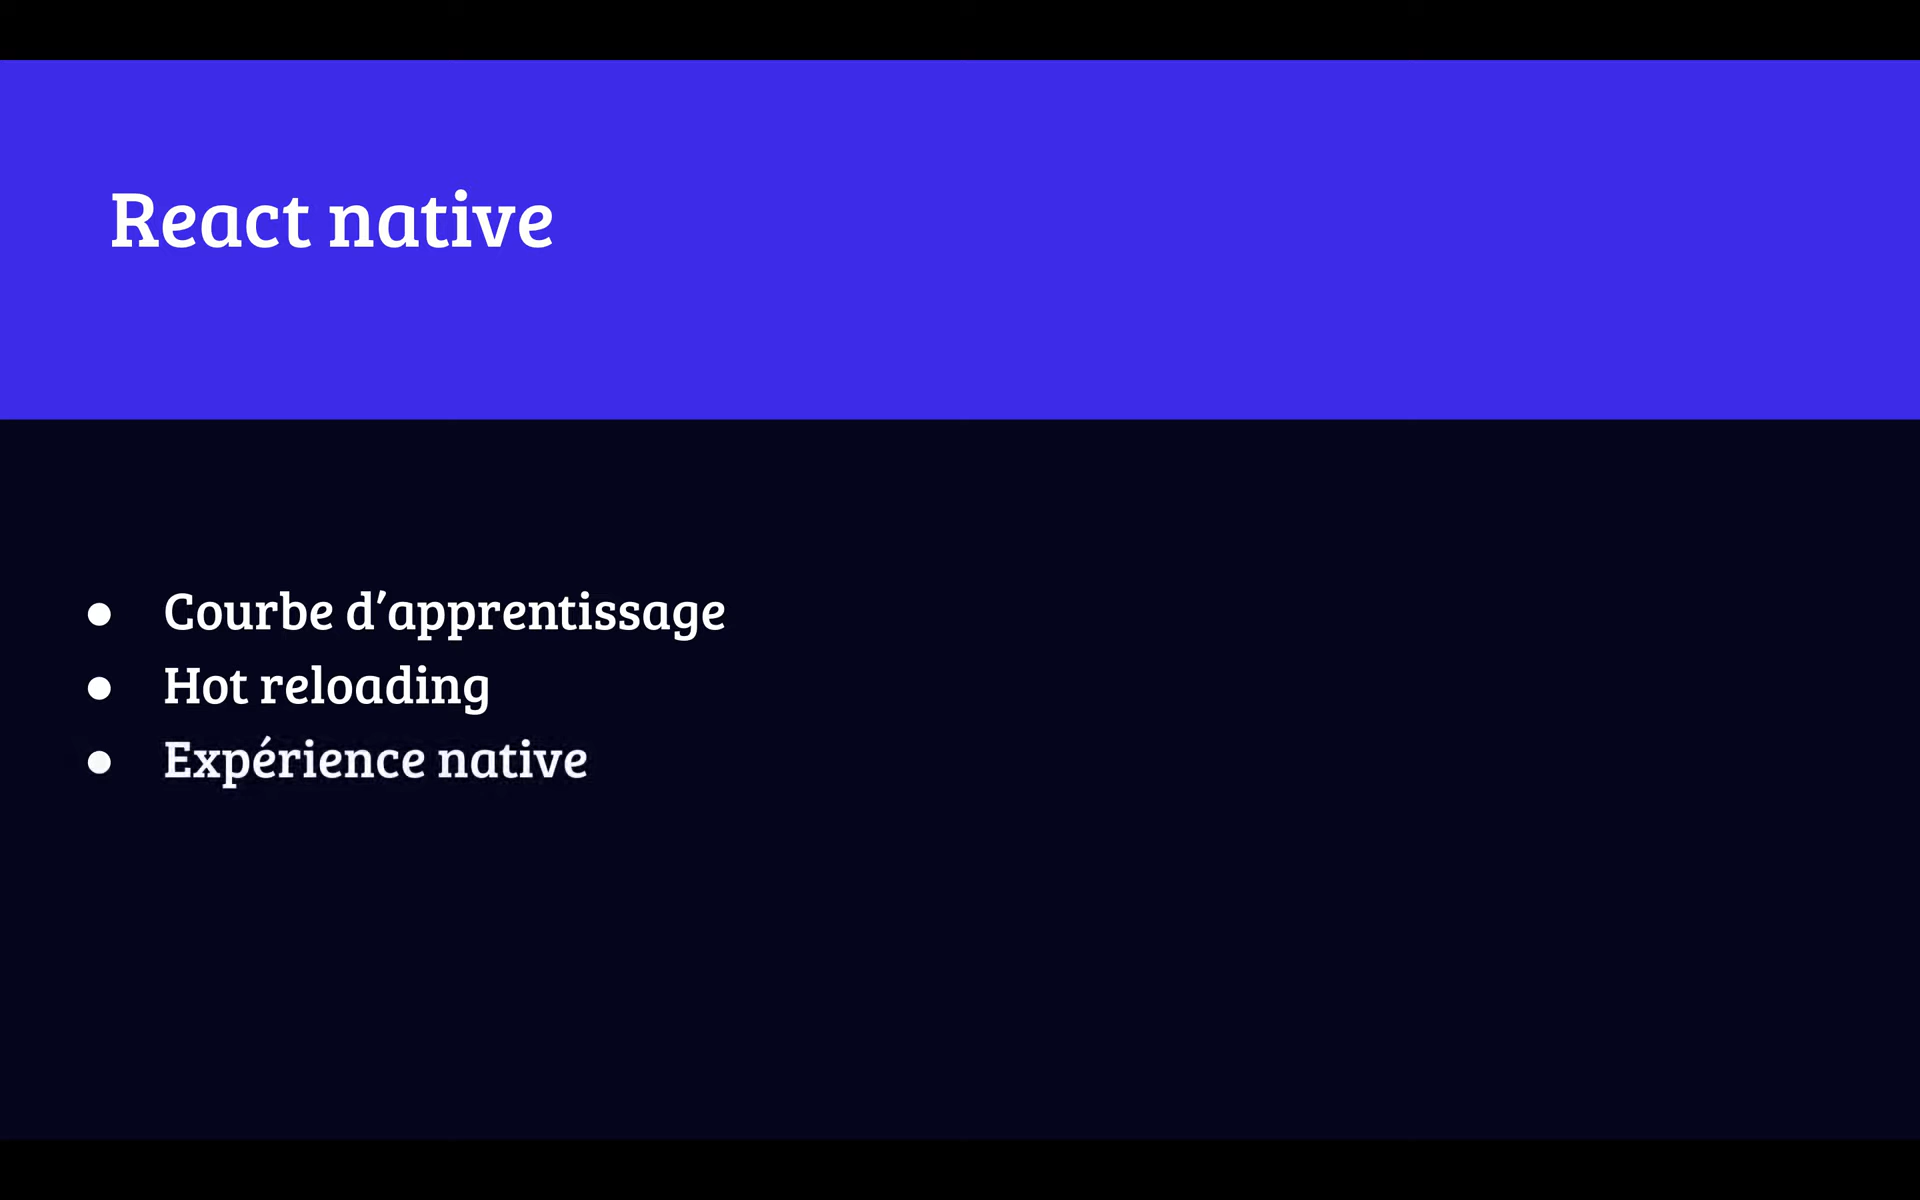 React native
● Courbe d’apprentissage
● Hot reloading
● Expérience native